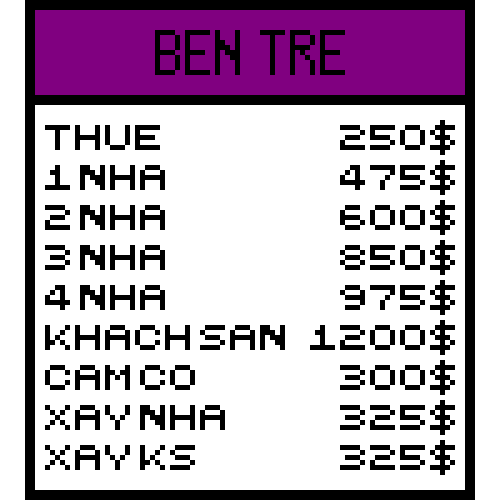 BEN TRE
THUE 250$
1 NHA 475$
2 NHA 600$
3 NHA 850$
4 NHA 975$
KHACH SAN 1200$
CAM CO 300$
XAY NHA 325$
XAY KS 325$